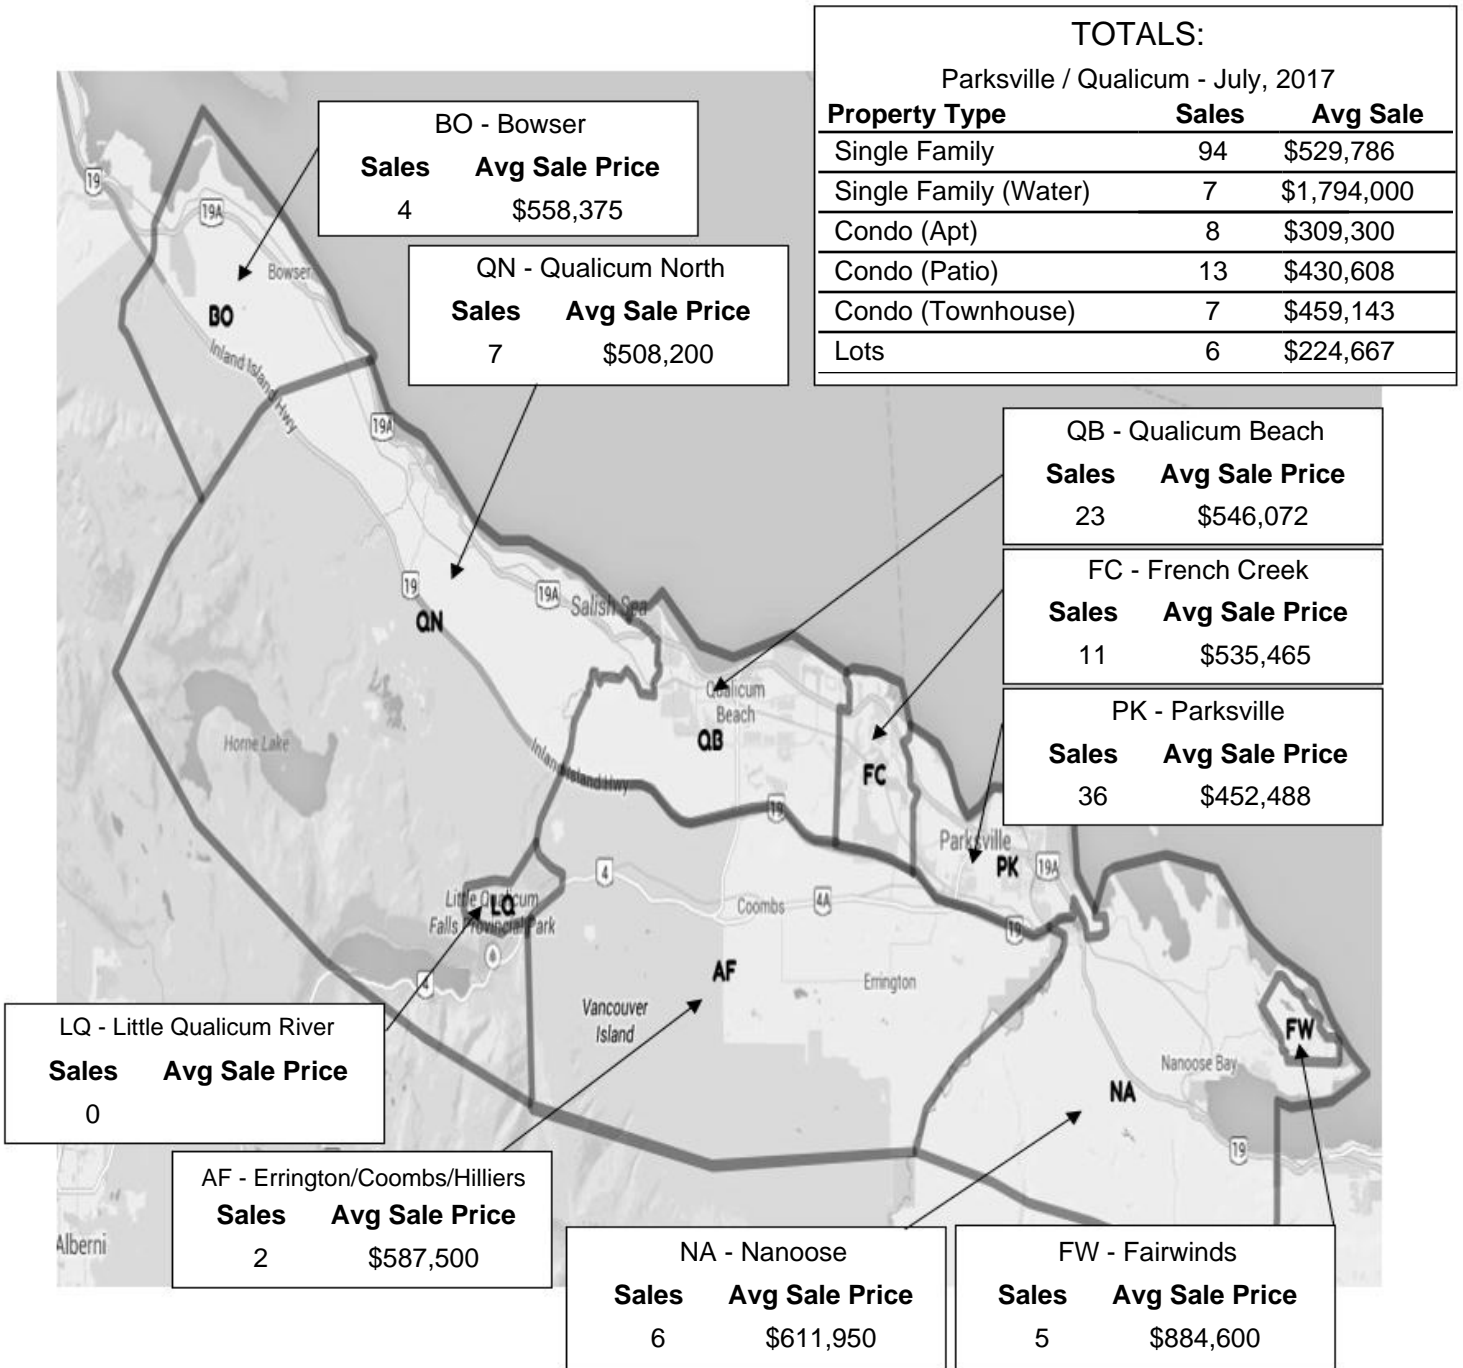 TOTALS:
Parksville / Qualicum - July, 2017
Property Type Sales Avg Sale
Single Family 94 $529,786
Single Family (Water) 7 $1,794,000
Condo (Apt) 8 $309,300
Condo (Patio) 13 $430,608
Condo (Townhouse) 7 $459,143
Lots 6 $224,667
BO - Bowser
Sales Avg Sale Price
4 $558,375
QN - Qualicum North
Sales Avg Sale Price
7 $508,200
QB - Qualicum Beach
Sales Avg Sale Price
23 $546,072
FC - French Creek
Sales Avg Sale Price
11 $535,465
PK - Parksville
Sales Avg Sale Price
36 $452,488
LQ - Little Qualicum River
Sales Avg Sale Price
0
AF - Errington/Coombs/Hilliers
Sales Avg Sale Price
2 $587,500
NA - Nanoose
Sales Avg Sale Price
6 $611,950
FW - Fairwinds
Sales Avg Sale Price
5 $884,600
19
19A
Bowser
BO
Inland Island Hwy
19A
19
19A
Salish Sea
QN
Qualicum
Beach
QB
Horne Lake
Inland Island Hwy
FC
19
Parksville
PK
19A
4
Little Qualicum
Falls Provincial Park
LQ
Coombs
4A
19
6
4
AF
Errington
Vancouver
Island
FW
Nanoose Bay
NA
19
Alberni